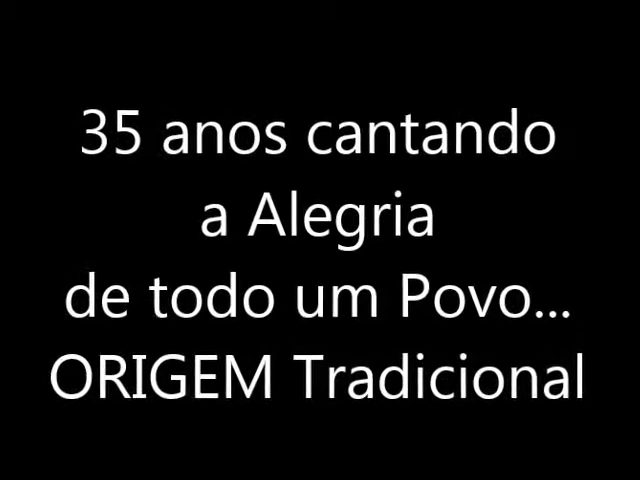 35 anos cantando
a Alegria
de todo um Povo...
ORIGEM Tradicional